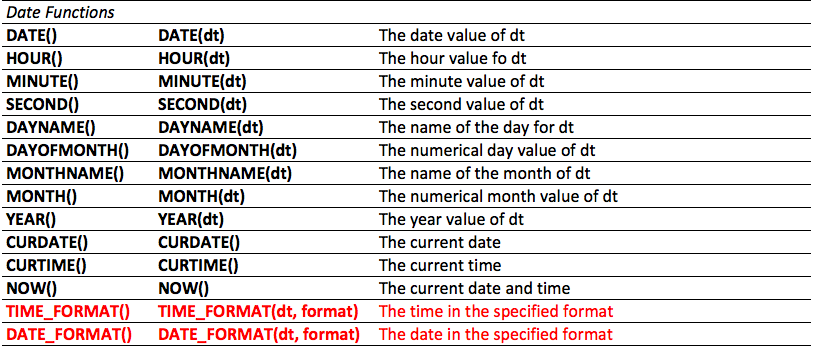 Date Functions
DATE() DATE(dt) The date value of dt
HOUR() HOUR(dt) The hour value fo dt
MINUTE() MINUTE(dt) The minute value of dt
SECOND() SECOND(dt) The second value of dt
DAYNAME() DAYNAME(dt) The name of the day for dt
DAYOFMONTH() DAYOFMONTH(dt) The numerical day value of dt
MONTHNAME() MONTHNAME(dt) The name of the month of dt
MONTH() MONTH(dt) The numerical month value of dt
YEAR() YEAR(dt) The year value of dt
CURDATE() CURDATE() The current date
CURTIME() CURTIME() The current time
NOW() NOW() The current date and time
TIME_FORMAT() TIME_FORMAT(dt, format) The time in the specified format
DATE_FORMAT() DATE_FORMAT(dt, format) The date in the specified format